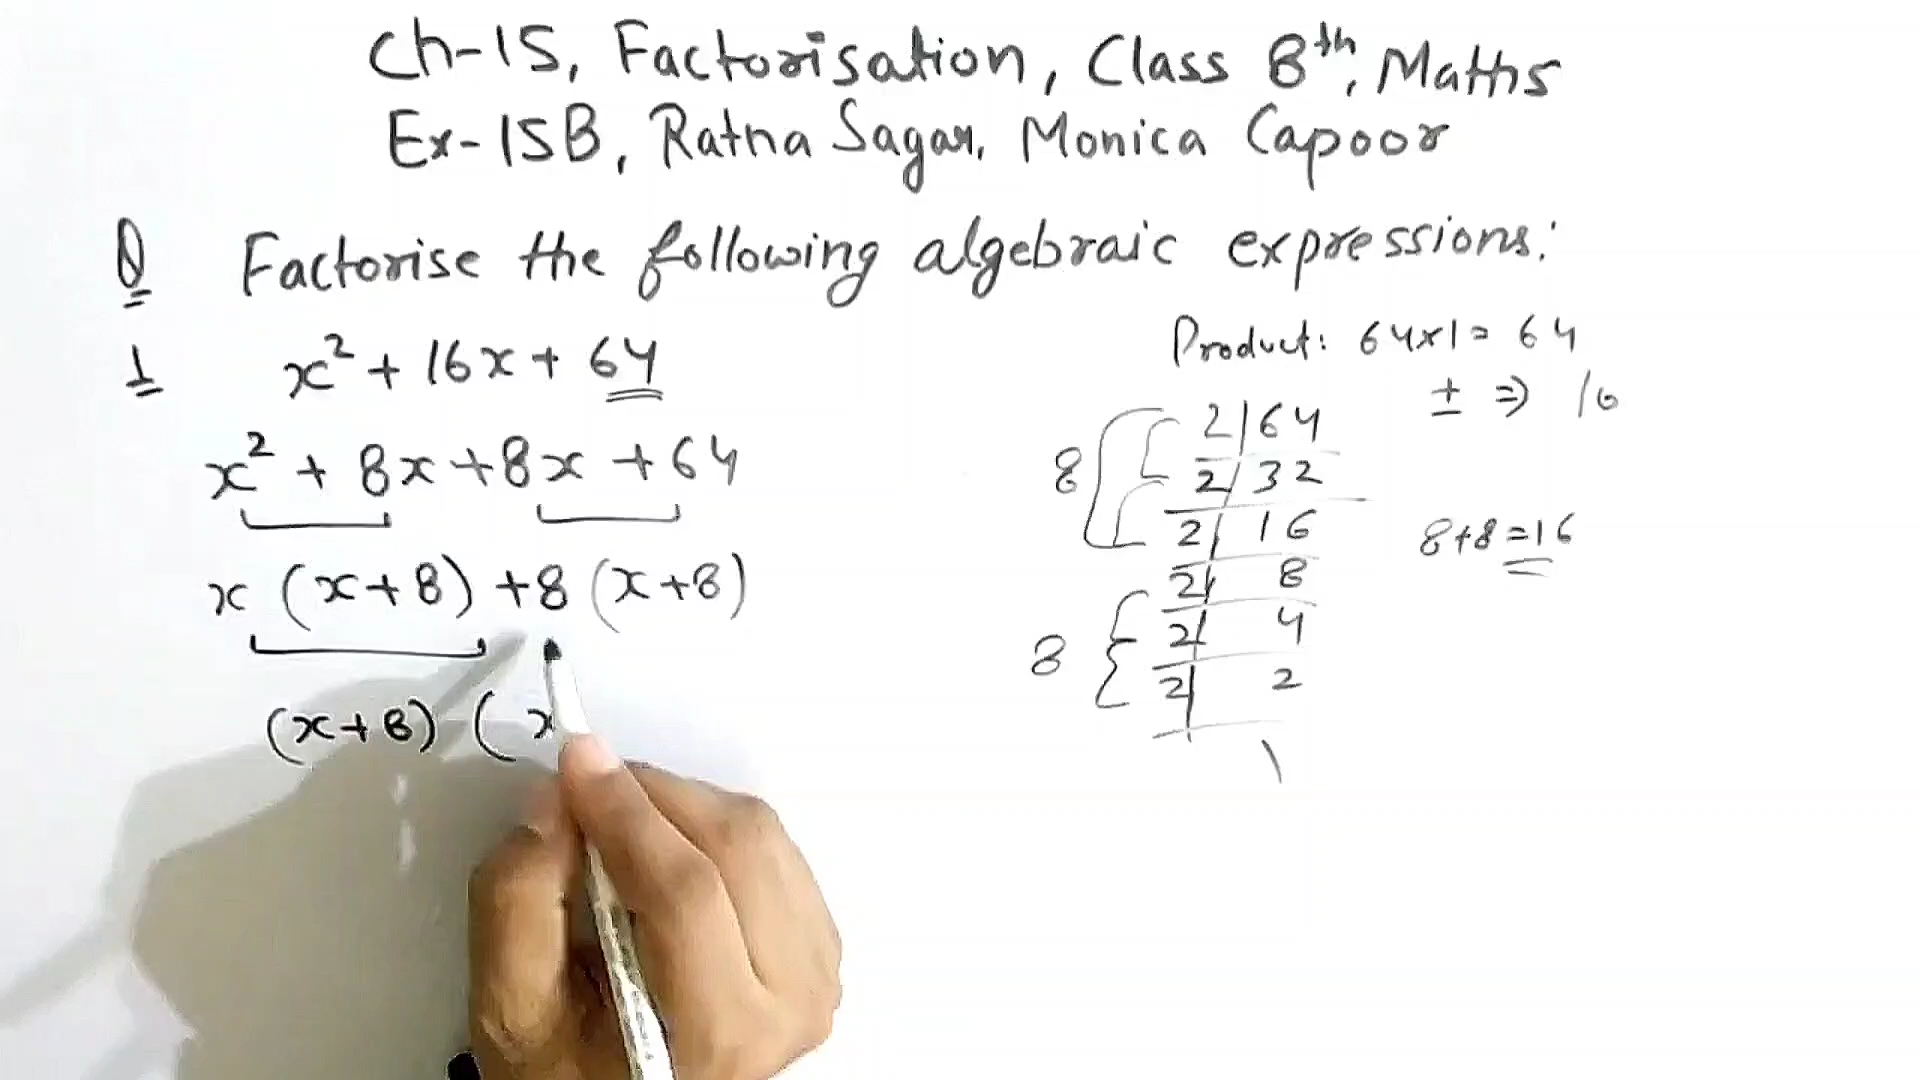 Ch-15, Factorisation, Class 8th, Maths
Ex-15B, Ratna Sagar, Monica Capoor
Q Factorise the following algebraic expressions:
1 x² + 16x + 64
x² + 8x + 8x + 64
x (x+8) + 8 (x+8)
(x+8) (x
Product: 64x1 = 64
± ⇒ 16
2|64
8 2|32
2|16
2|8
8 2|4
2|2
1
8+8=16